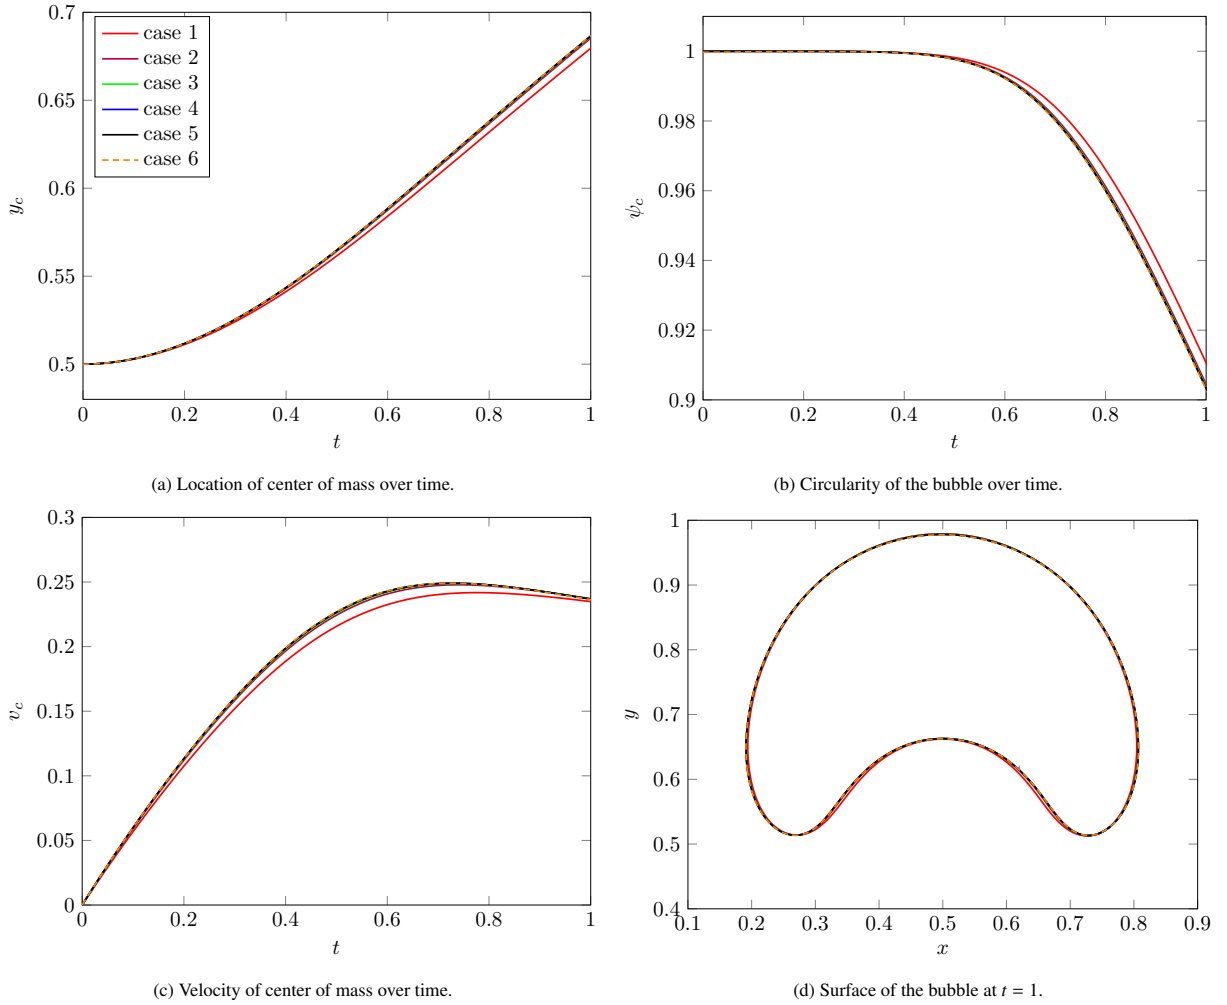 0.7
0.65
0.6
0.55
0.5
y_c
case 1
case 2
case 3
case 4
case 5
case 6
0 0.2 0.4 0.6 0.8 1
t
(a) Location of center of mass over time.
1
0.98
0.96
0.94
0.92
0.9
ψ_c
0 0.2 0.4 0.6 0.8 1
t
(b) Circularity of the bubble over time.
0.3
0.25
0.2
0.15
0.1
0.05
0
v_c
0 0.2 0.4 0.6 0.8 1
t
(c) Velocity of center of mass over time.
1
0.9
0.8
0.7
0.6
0.5
0.4
y
0.1 0.2 0.3 0.4 0.5 0.6 0.7 0.8 0.9
x
(d) Surface of the bubble at t = 1.